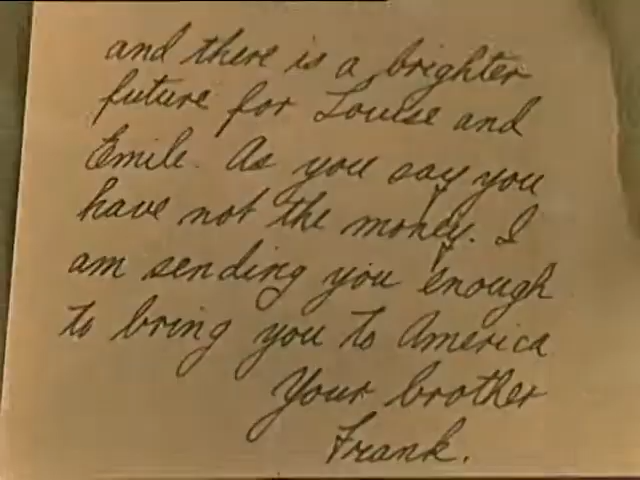 and there is a brighter
future for Louise and
Emile. As you say you
have not the money. I
am sending you enough
to bring you to America
Your brother
Frank.